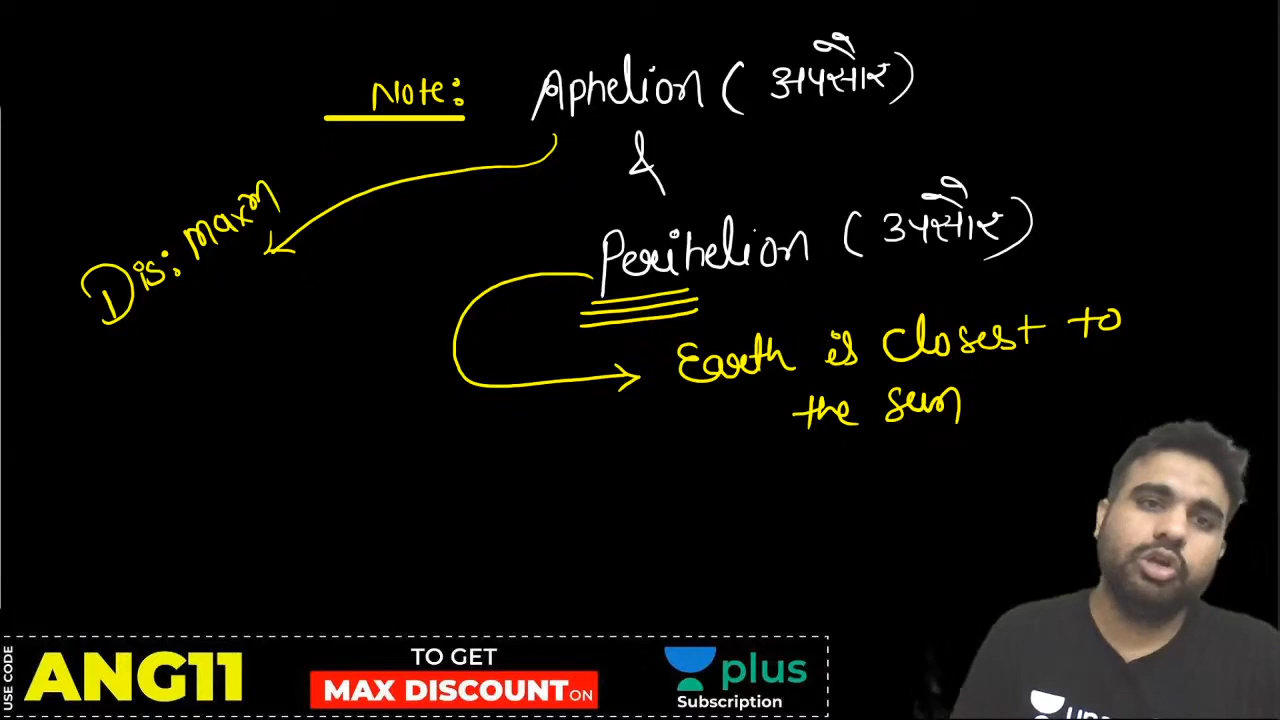 Note: Aphelion (अपसौर)
&
Dis: maxm
Perihelion (उपसौर)
Earth is closest to
the sun
USE CODE
ANG11
TO GET
MAX DISCOUNT ON
plus
Subscription